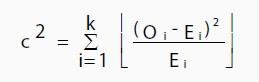 c² = Σ_{i=1}^{k} ⌊ (O_i - E_i)² / E_i ⌋